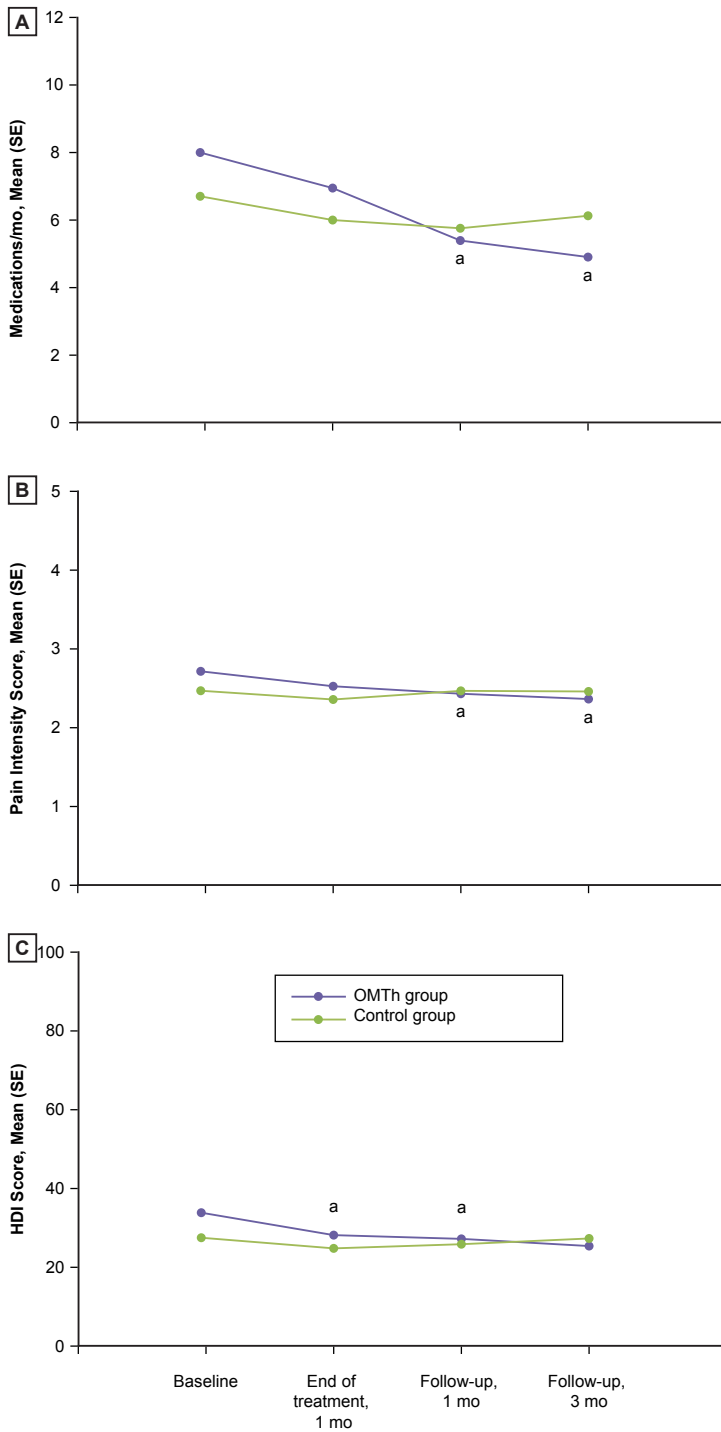 A
Medications/mo, Mean (SE)
12
10
8
6
4
2
0
a
a
B
Pain Intensity Score, Mean (SE)
5
4
3
2
1
0
a
a
C
HDI Score, Mean (SE)
100
80
60
40
20
0
OMTh group
Control group
a
a
Baseline
End of
treatment,
1 mo
Follow-up,
1 mo
Follow-up,
3 mo